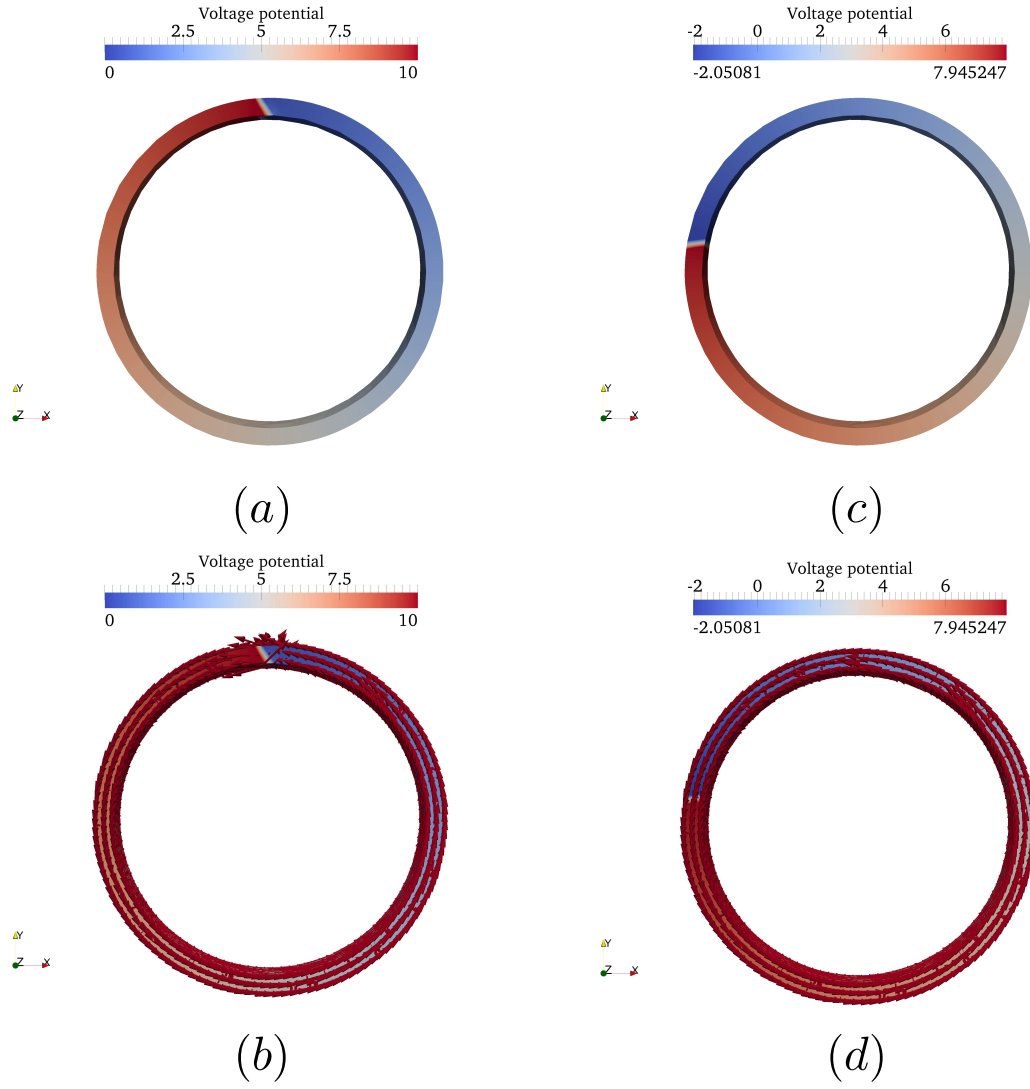 Voltage potential
2.5 5 7.5
0 10
Y
Z X
(a)
Voltage potential
-2 0 2 4 6
-2.05081 7.945247
Y
Z X
(c)
Voltage potential
2.5 5 7.5
0 10
Y
Z X
(b)
Voltage potential
-2 0 2 4 6
-2.05081 7.945247
Y
Z X
(d)